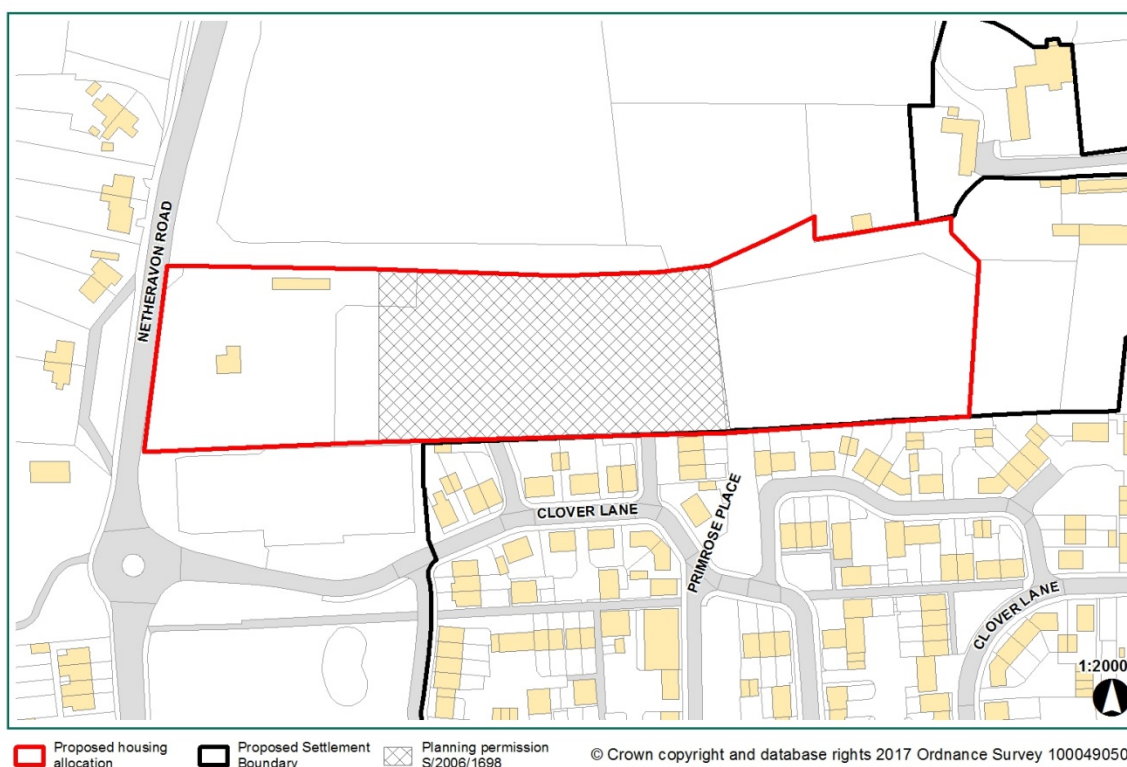 NETHERAVON ROAD
CLOVER LANE
PRIMROSE PLACE
CLOVER LANE
1:2000
Proposed housing
allocation
Proposed Settlement
Boundary
Planning permission
S/2006/1698
© Crown copyright and database rights 2017 Ordnance Survey 100049050